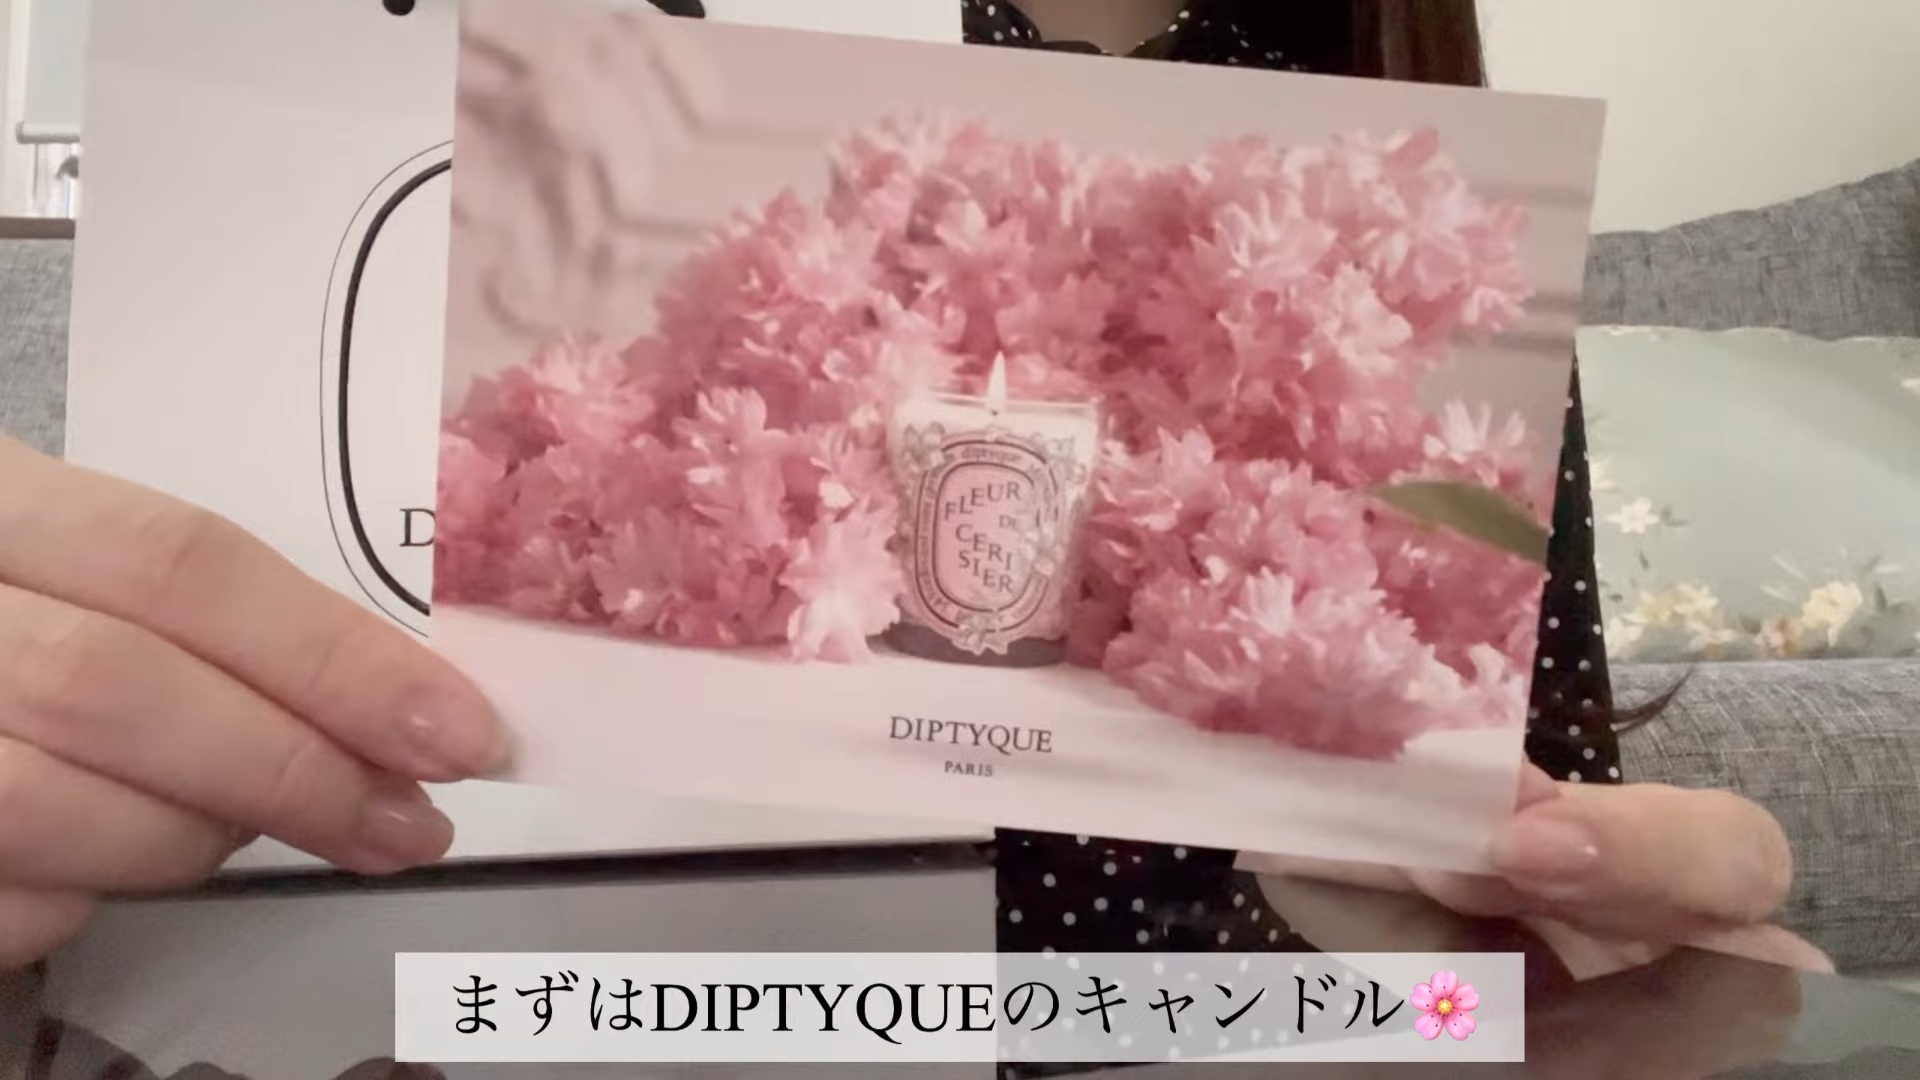 D
diptyque
FLEUR
DE
CERI
SIER
DIPTYQUE
PARIS
まずはDIPTYQUEのキャンドル🌸